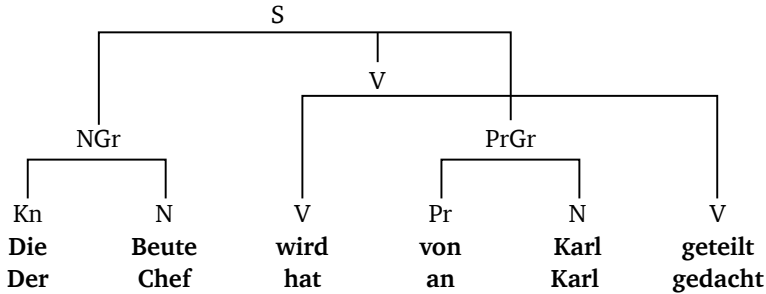 S
V
NGr PrGr
Kn N V Pr N V
Die Beute wird von Karl geteilt
Der Chef hat an Karl gedacht